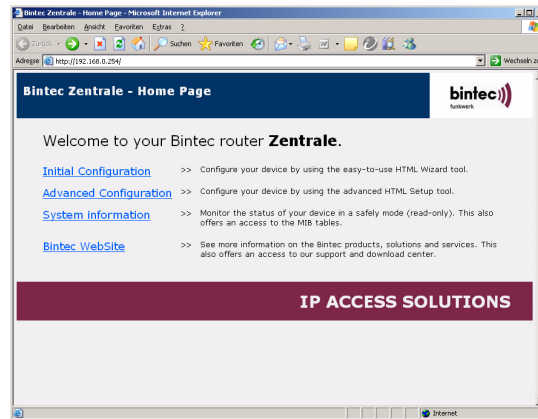 Bintec Zentrale - Home Page - Microsoft Internet Explorer
Datei Bearbeiten Ansicht Favoriten Extras ?
Zurück Suchen Favoriten
Adresse http://192.168.0.254/ Wechseln zu
Bintec Zentrale - Home Page
bintec
funkwerk
Welcome to your Bintec router Zentrale.
Initial Configuration >> Configure your device by using the easy-to-use HTML Wizard tool.
Advanced Configuration >> Configure your device by using the advanced HTML Setup tool.
System information >> Monitor the status of your device in a safely mode (read-only). This also
offers an access to the MIB tables.
Bintec WebSite >> See more information on the Bintec products, solutions and services. This
also offers an access to our support and download center.
IP ACCESS SOLUTIONS
Internet